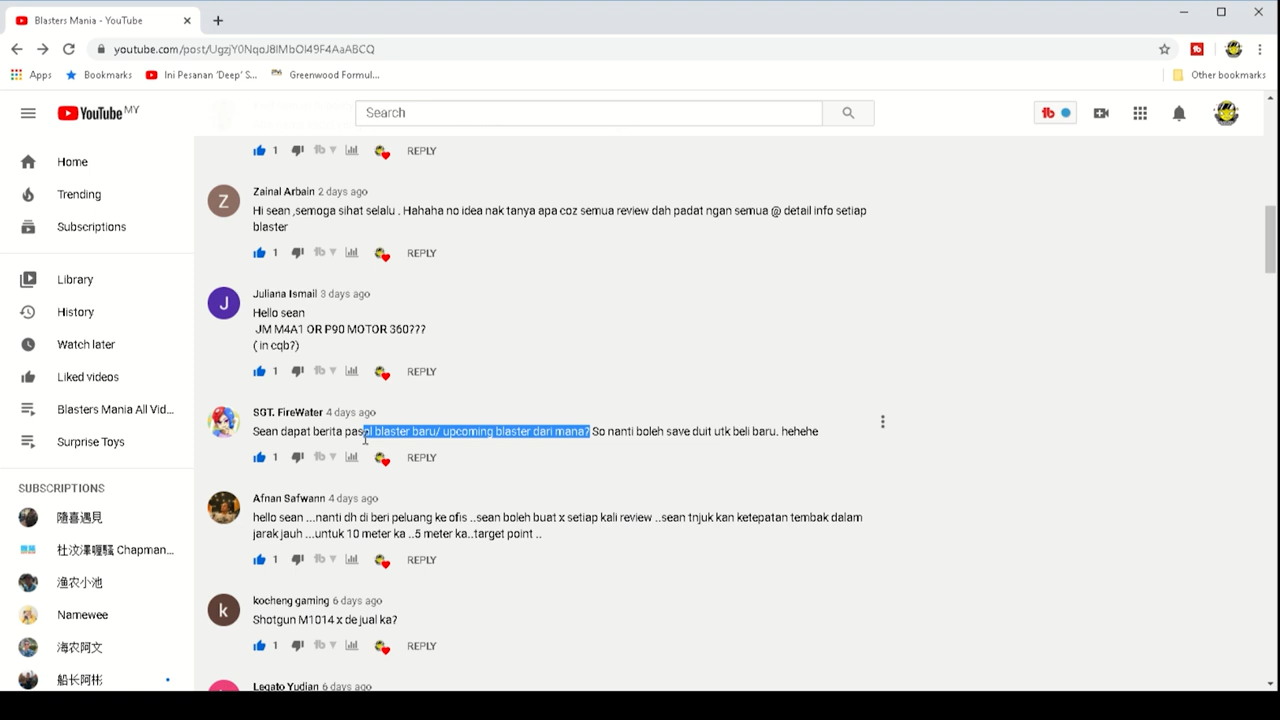 Blasters Mania - YouTube
youtube.com/post/UgzjY0NqoJ8lMbOl49F4AaABCQ
Apps
Bookmarks
Ini Pesanan 'Deep' S...
Greenwood Formul...
Other bookmarks
YouTube MY
Search
Home
Trending
Subscriptions
Library
History
Watch later
Liked videos
Blasters Mania All Vid...
Surprise Toys
SUBSCRIPTIONS
隨喜遇見
杜汶澤喱騷 Chapman...
渔农小池
Namewee
海农阿文
船长阿彬
1 REPLY
Zainal Arbain 2 days ago
Hi sean ,semoga sihat selalu . Hahaha no idea nak tanya apa coz semua review dah padat ngan semua @ detail info setiap
blaster
1 REPLY
Juliana Ismail 3 days ago
Hello sean
JM M4A1 OR P90 MOTOR 360???
( in cqb?)
1 REPLY
SGT. FireWater 4 days ago
Sean dapat berita pasal blaster baru/ upcoming blaster dari mana? So nanti boleh save duit utk beli baru. hehehe
1 REPLY
Afnan Safwann 4 days ago
hello sean ...nanti dh di beri peluang ke ofis ..sean boleh buat x setiap kali review ..sean tnjuk kan ketepatan tembak dalam
jarak jauh ...untuk 10 meter ka ..5 meter ka..target point ..
1 REPLY
kocheng gaming 6 days ago
Shotgun M1014 x de jual ka?
1 REPLY
Legato Yudian 6 days ago